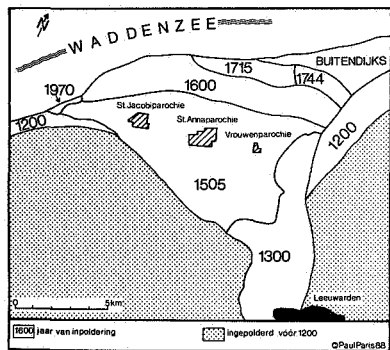 WADDENZEE
BUITENDIJKS
1715
1744
1970
1600
1200
St.Jacobiparochie
St.Annaparochie
Vrouwenparochie
1200
1505
1300
Leeuwarden
0
5km
1600 jaar van inpoldering
ingepolderd vóór 1200
©PaulParis88